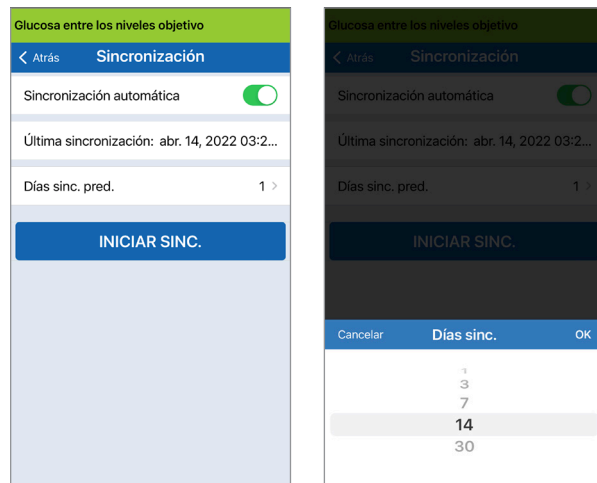 Glucosa entre los niveles objetivo
Atrás Sincronización
Sincronización automática
Última sincronización: abr. 14, 2022 03:2...
Días sinc. pred. 1
INICIAR SINC.
Glucosa entre los niveles objetivo
Atrás Sincronización
Sincronización automática
Última sincronización: abr. 14, 2022 03:2...
Días sinc. pred. 1
INICIAR SINC.
Cancelar Días sinc. OK
1
3
7
14
30